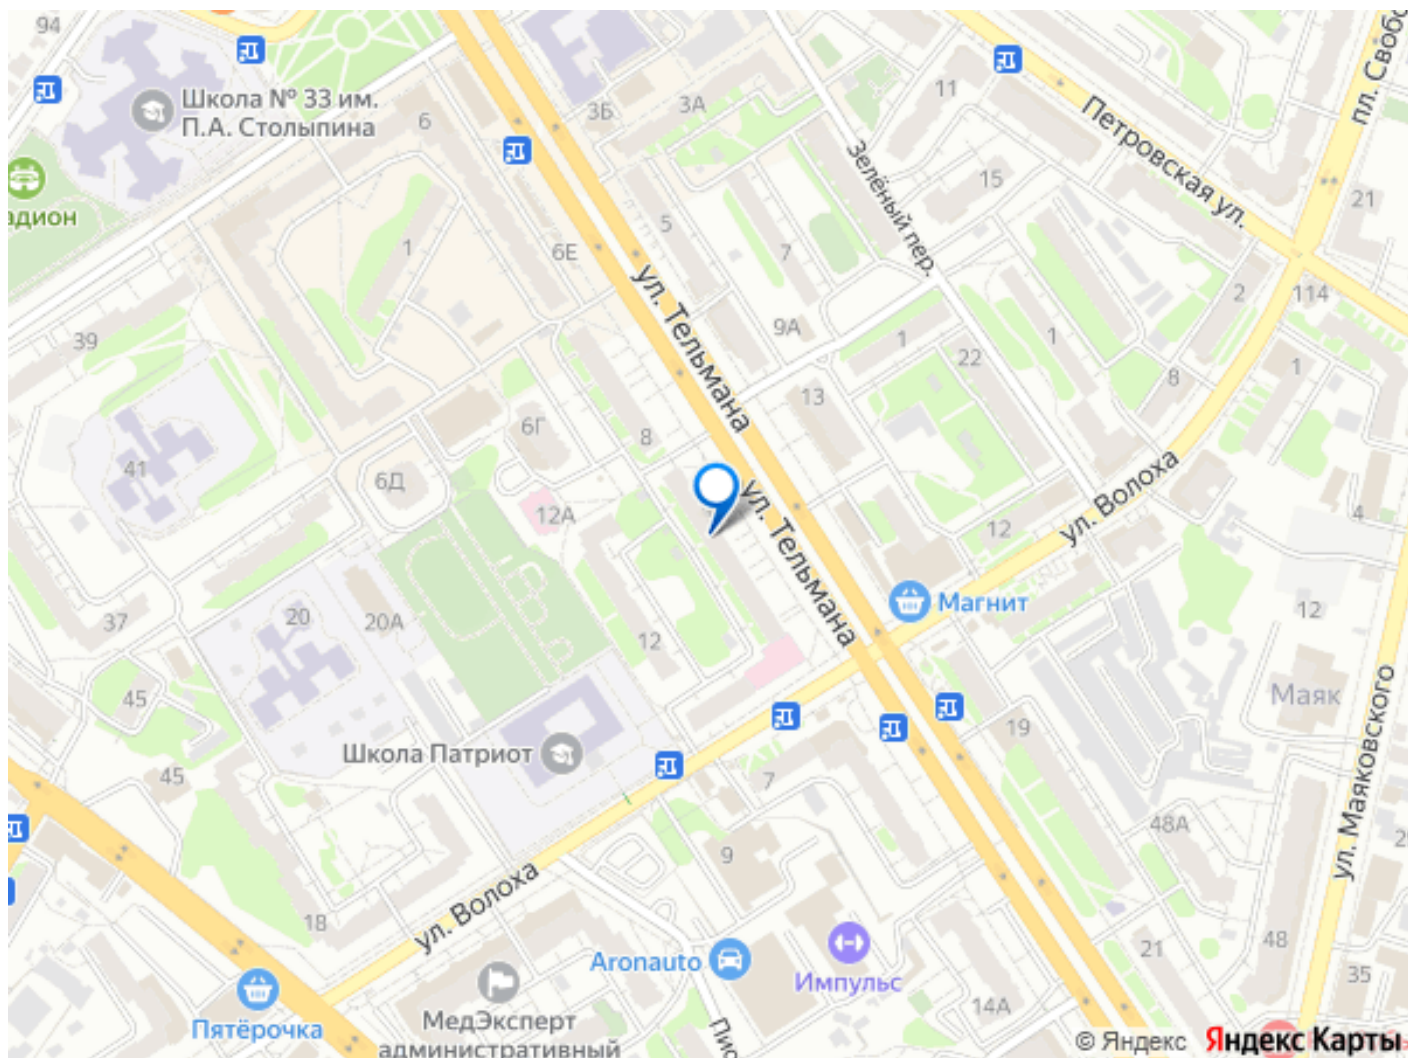 94
Школа № 33 им.
П.А. Столыпина
6
3Б
3А
11
Петровская ул.
пл. Свобо
21
адион
1
6Е
5
7
Зелёный пер.
15
2
114
39
ул. Тельмана
9А
1
22
1
8
1
41
6Д
6Г
8
13
12А
ул. Тельмана
12
ул. Волоха
4
Магнит
12
37
20
20А
12
45
Маяк
Школа Патриот
45
7
19
ул. Маяковского
48А
9
18
ул. Волоха
Aronauto
Импульс
21
48
35
14А
Пятёрочка
МедЭксперт
административный
Пио
© Яндекс
Яндекс Карты